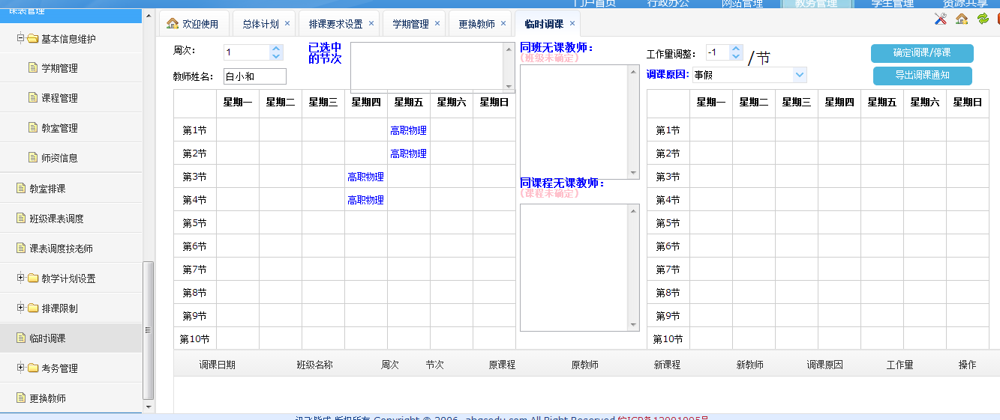 门户首页 行政办公 网站管理 教务管理 学生管理 资源共享
课表管理
欢迎使用 总体计划 × 排课要求设置 × 学期管理 × 更换教师 × 临时调课 ×
基本信息维护
学期管理
课程管理
教室管理
师资信息
教室排课
班级课表调度
课表调度按老师
教学计划设置
排课限制
临时调课
考务管理
更换教师
周次: 1
教师姓名: 白小和
已选中
的节次
同班无课教师:
(班级未确定)
同课程无课教师:
(课程未确定)
工作量调整: -1 /节
调课原因: 事假
确定调课/停课
导出调课通知
星期一 星期二 星期三 星期四 星期五 星期六 星期日
第1节 高职物理
第2节 高职物理
第3节 高职物理
第4节 高职物理
第5节
第6节
第7节
第8节
第9节
第10节
星期一 星期二 星期三 星期四 星期五 星期六 星期日
第1节
第2节
第3节
第4节
第5节
第6节
第7节
第8节
第9节
第10节
调课日期 班级名称 周次 节次 原课程 原教师 新课程 新教师 调课原因 工作量 操作